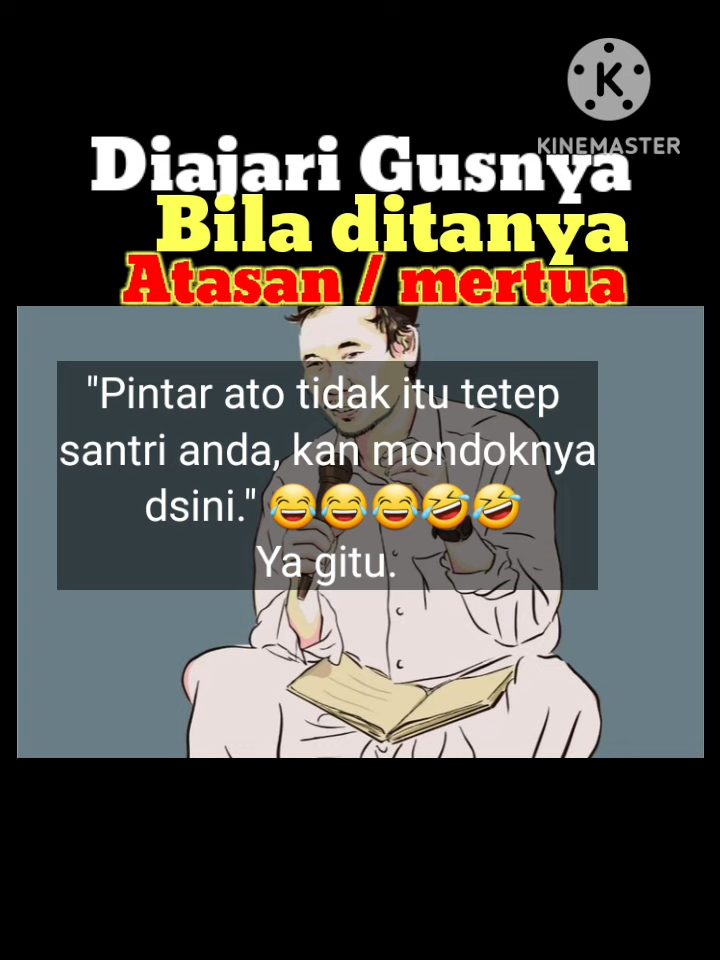 KINEMASTER
Diajari Gusnya
Bila ditanya
Atasan / mertua
"Pintar ato tidak itu tetep
santri anda, kan mondoknya
dsini." 😂😂😂🤣🤣
Ya gitu.